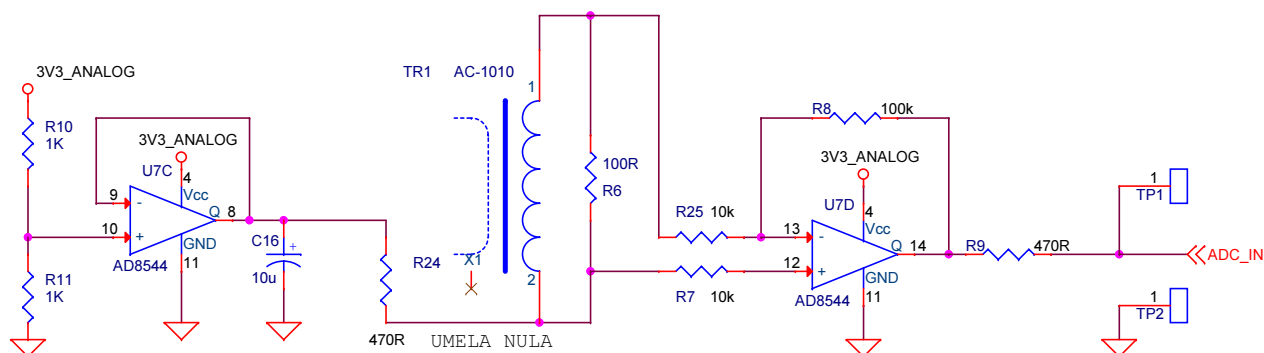 3V3_ANALOG
R10
1K
3V3_ANALOG
U7C
4
Vcc
9
-
Q
8
10
+
GND
AD8544
11
R11
1K
C16
+
10u
R24
470R
TR1
AC-1010
1
X1
2
UMELA NULA
100R
R6
R8
100k
3V3_ANALOG
U7D
4
Vcc
R25
10k
13
-
Q
14
R9
470R
12
+
GND
R7
10k
AD8544
11
1
TP1
ADC_IN
1
TP2